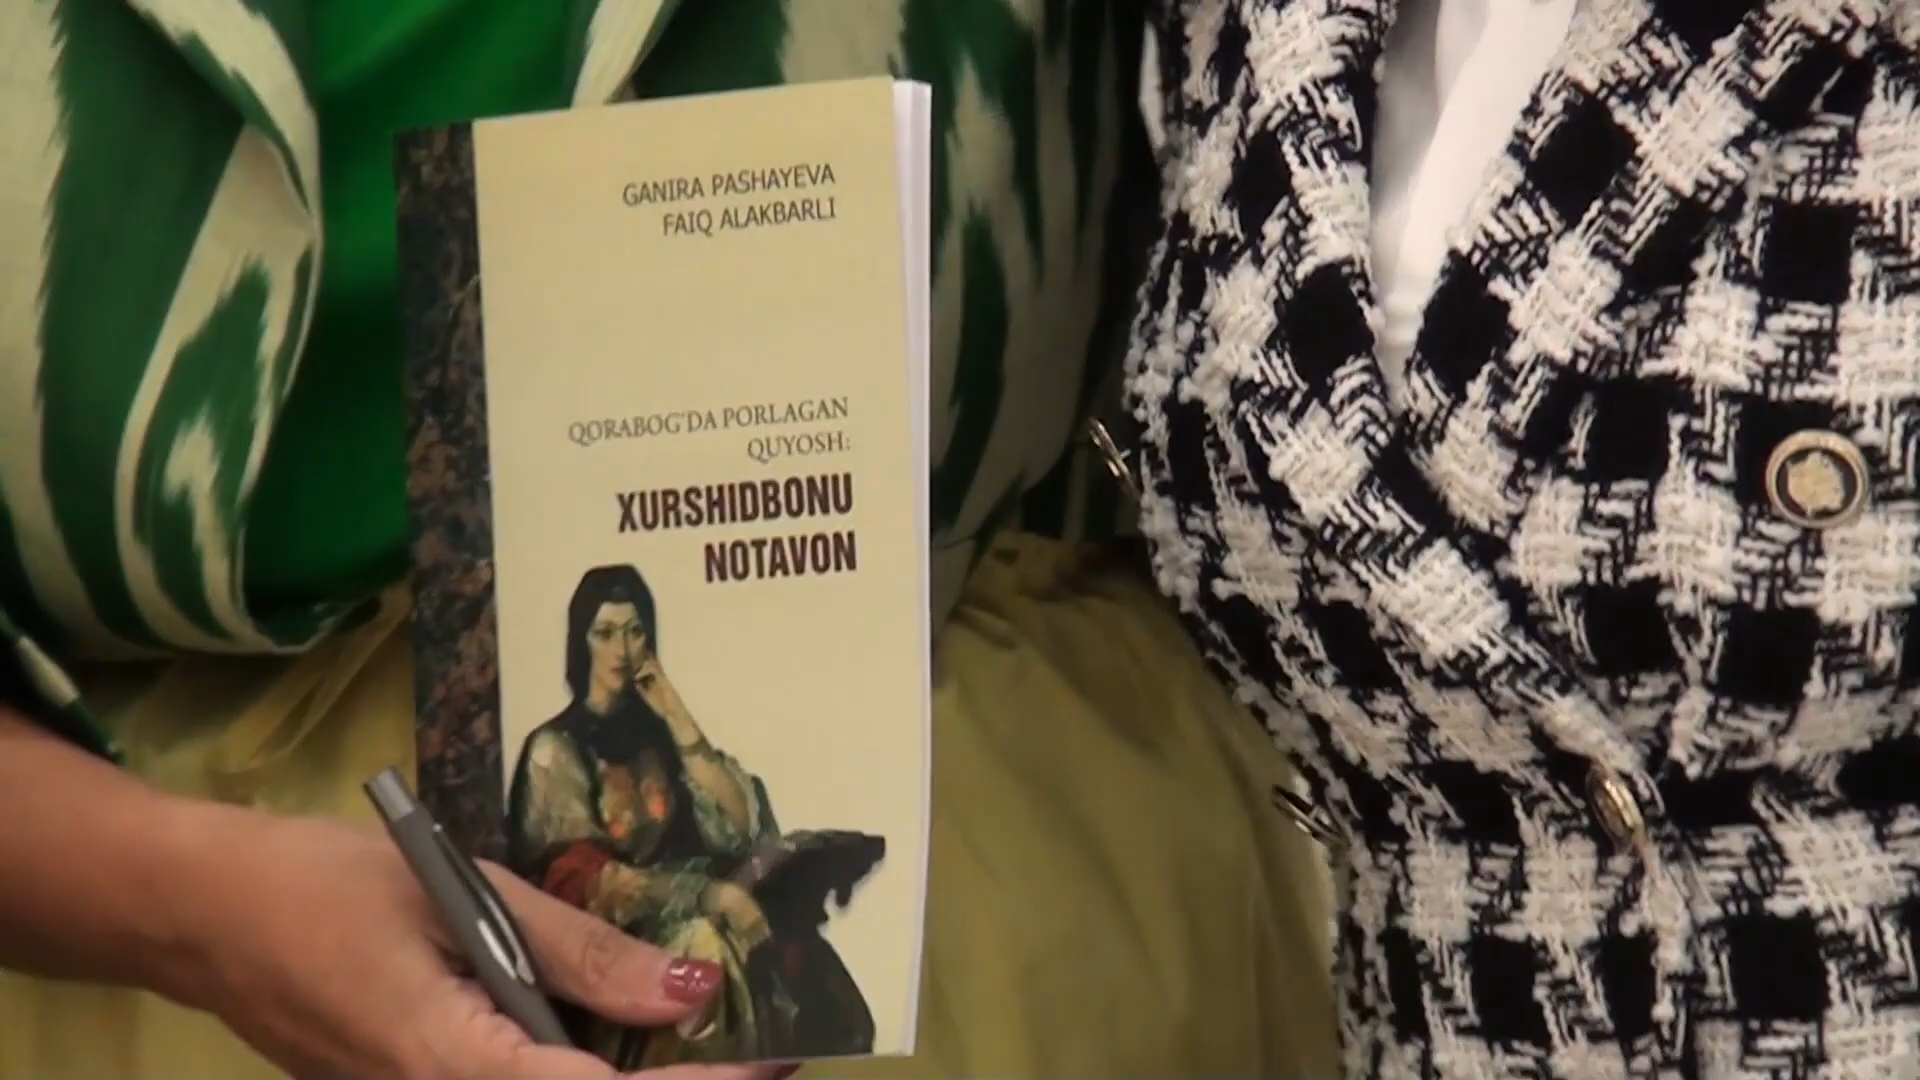 GANIRA PASHAYEVA
FAIQ ALAKBARLI
QORABOG'DA PORLAGAN
QUYOSH:
XURSHIDBONU
NOTAVON